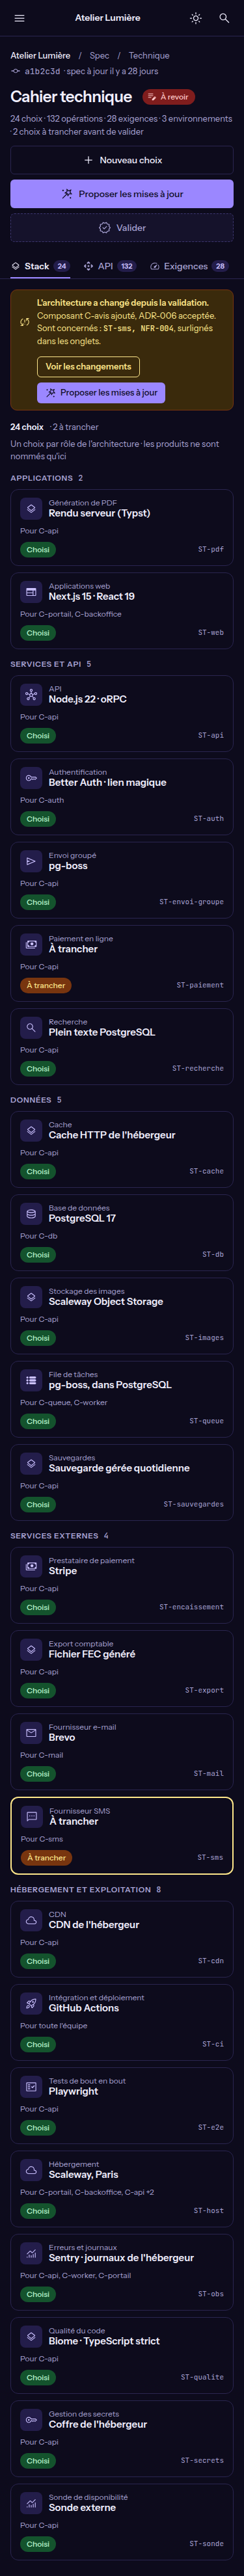 Atelier Lumière
Atelier Lumière / Spec / Technique
a1b2c3d · spec à jour il y a 28 jours
Cahier technique À revoir
24 choix · 132 opérations · 28 exigences · 3 environnements
· 2 choix à trancher avant de valider
Nouveau choix
Proposer les mises à jour
Valider
Stack 24 API 132 Exigences 28
L'architecture a changé depuis la validation.
Composant C-avis ajouté, ADR-006 acceptée.
Sont concernés : ST-sms, NFR-004, surlignés
dans les onglets.
Voir les changements
Proposer les mises à jour
24 choix · 2 à trancher
Un choix par rôle de l'architecture · les produits ne sont
nommés qu'ici
APPLICATIONS 2
Génération de PDF
Rendu serveur (Typst)
Pour C-api
Choisi ST-pdf
Applications web
Next.js 15 · React 19
Pour C-portail, C-backoffice
Choisi ST-web
SERVICES ET API 5
API
Node.js 22 · oRPC
Pour C-api
Choisi ST-api
Authentification
Better Auth · lien magique
Pour C-auth
Choisi ST-auth
Envoi groupé
pg-boss
Pour C-api
Choisi ST-envoi-groupe
Paiement en ligne
À trancher
Pour C-api
À trancher ST-paiement
Recherche
Plein texte PostgreSQL
Pour C-api
Choisi ST-recherche
DONNÉES 5
Cache
Cache HTTP de l'hébergeur
Pour C-api
Choisi ST-cache
Base de données
PostgreSQL 17
Pour C-db
Choisi ST-db
Stockage des images
Scaleway Object Storage
Pour C-api
Choisi ST-images
File de tâches
pg-boss, dans PostgreSQL
Pour C-queue, C-worker
Choisi ST-queue
Sauvegardes
Sauvegarde gérée quotidienne
Pour C-api
Choisi ST-sauvegardes
SERVICES EXTERNES 4
Prestataire de paiement
Stripe
Pour C-api
Choisi ST-encaissement
Export comptable
Fichier FEC généré
Pour C-api
Choisi ST-export
Fournisseur e-mail
Brevo
Pour C-mail
Choisi ST-mail
Fournisseur SMS
À trancher
Pour C-sms
À trancher ST-sms
HÉBERGEMENT ET EXPLOITATION 8
CDN
CDN de l'hébergeur
Pour C-api
Choisi ST-cdn
Intégration et déploiement
GitHub Actions
Pour toute l'équipe
Choisi ST-ci
Tests de bout en bout
Playwright
Pour C-api
Choisi ST-e2e
Hébergement
Scaleway, Paris
Pour C-portail, C-backoffice, C-api +2
Choisi ST-host
Erreurs et journaux
Sentry · journaux de l'hébergeur
Pour C-api, C-worker, C-portail
Choisi ST-obs
Qualité du code
Biome · TypeScript strict
Pour C-api
Choisi ST-qualite
Gestion des secrets
Coffre de l'hébergeur
Pour C-api
Choisi ST-secrets
Sonde de disponibilité
Sonde externe
Pour C-api
Choisi ST-sonde